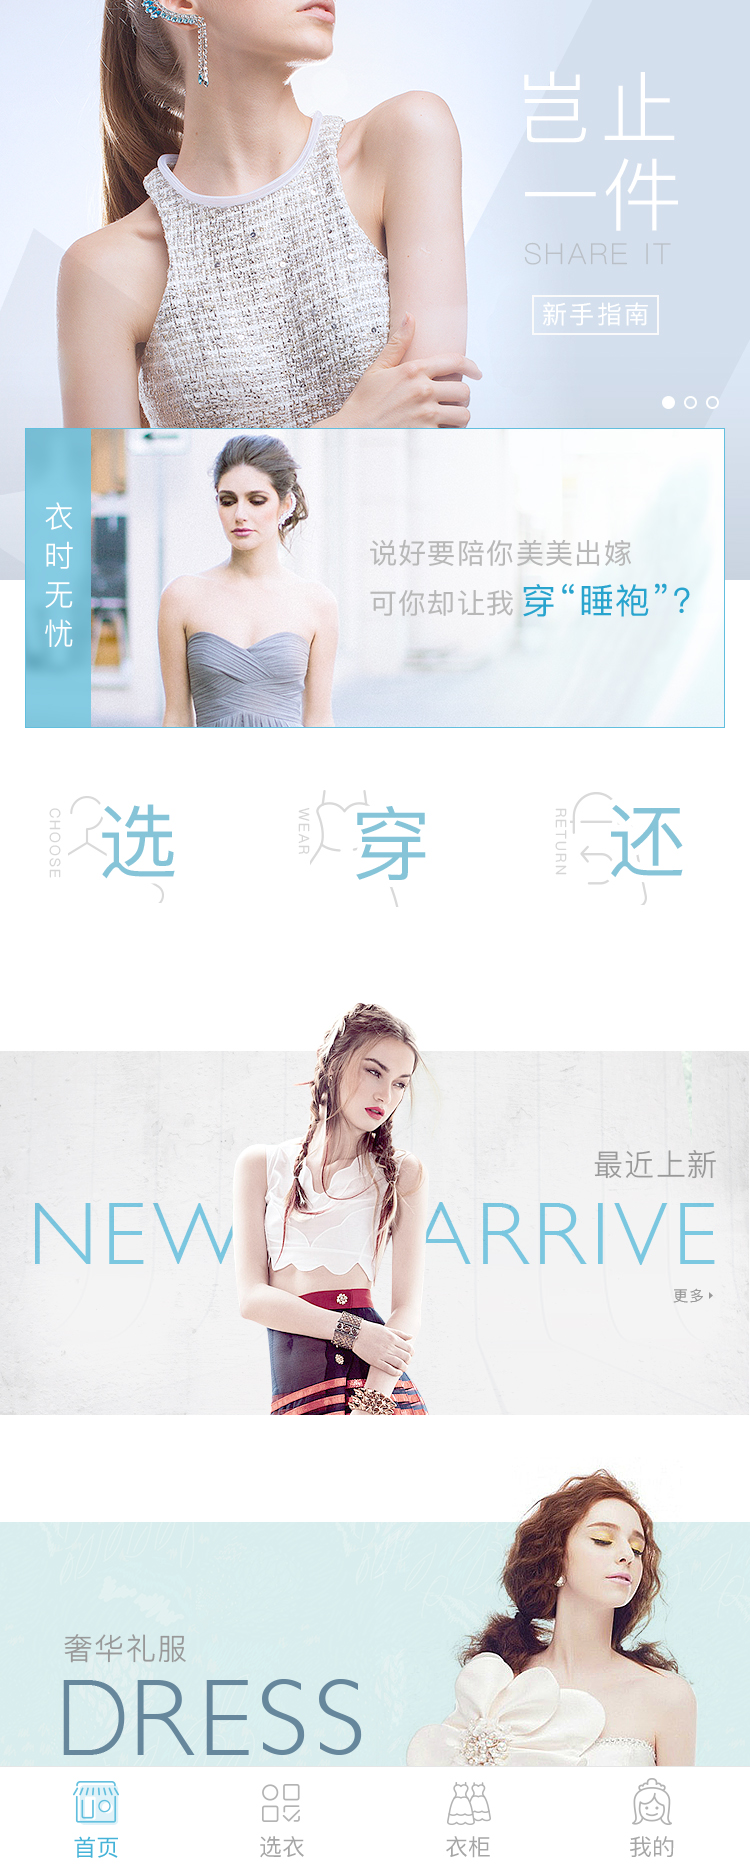 岂止
一件
SHARE IT
新手指南
衣时无忧
说好要陪你美美出嫁
可你却让我 穿“睡袍”?
CHOOSE
选
WEAR
穿
RETURN
还
最近上新
NEW ARRIVE
更多
奢华礼服
DRESS
首页
选衣
衣柜
我的